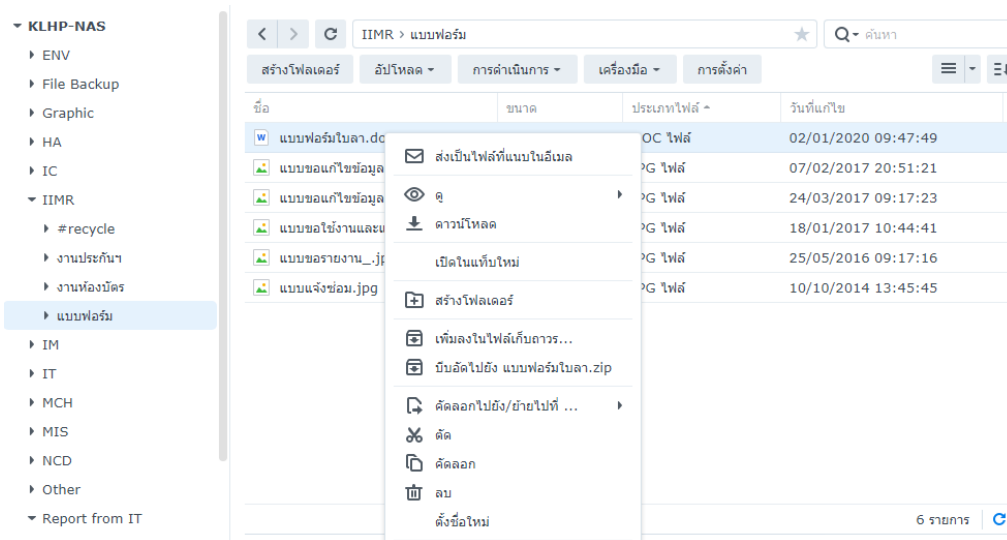 KLHP-NAS
ENV
File Backup
Graphic
HA
IC
IIMR
#recycle
งานประกันฯ
งานห้องบัตร
แบบฟอร์ม
IM
IT
MCH
MIS
NCD
Other
Report from IT
IIMR > แบบฟอร์ม
ค้นหา
สร้างโฟลเดอร์ อัปโหลด การดำเนินการ เครื่องมือ การตั้งค่า
ชื่อ ขนาด ประเภทไฟล์ วันที่แก้ไข
แบบฟอร์มใบลา.do OC ไฟล์ 02/01/2020 09:47:49
แบบขอแก้ไขข้อมูล PG ไฟล์ 07/02/2017 20:51:21
แบบขอแก้ไขข้อมูล PG ไฟล์ 24/03/2017 09:17:23
แบบขอใช้งานและแ PG ไฟล์ 18/01/2017 10:44:41
แบบขอรายงาน_.jp PG ไฟล์ 25/05/2016 09:17:16
แบบแจ้งซ่อม.jpg PG ไฟล์ 10/10/2014 13:45:45
ส่งเป็นไฟล์ที่แนบในอีเมล
ดู
ดาวน์โหลด
เปิดในแท็บใหม่
สร้างโฟลเดอร์
เพิ่มลงในไฟล์เก็บถาวร...
บีบอัดไปยัง แบบฟอร์มใบลา.zip
คัดลอกไปยัง/ย้ายไปที่ ...
ตัด
คัดลอก
ลบ
ตั้งชื่อใหม่
6 รายการ